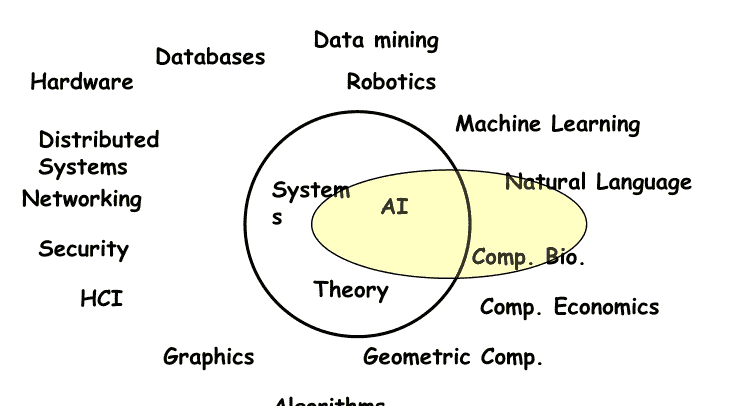 Data mining
Databases
Hardware
Robotics
Machine Learning
Distributed
Systems
Natural Language
System
s
AI
Networking
Security
Comp. Bio.
HCI
Theory
Comp. Economics
Graphics
Geometric Comp.
Algorithms